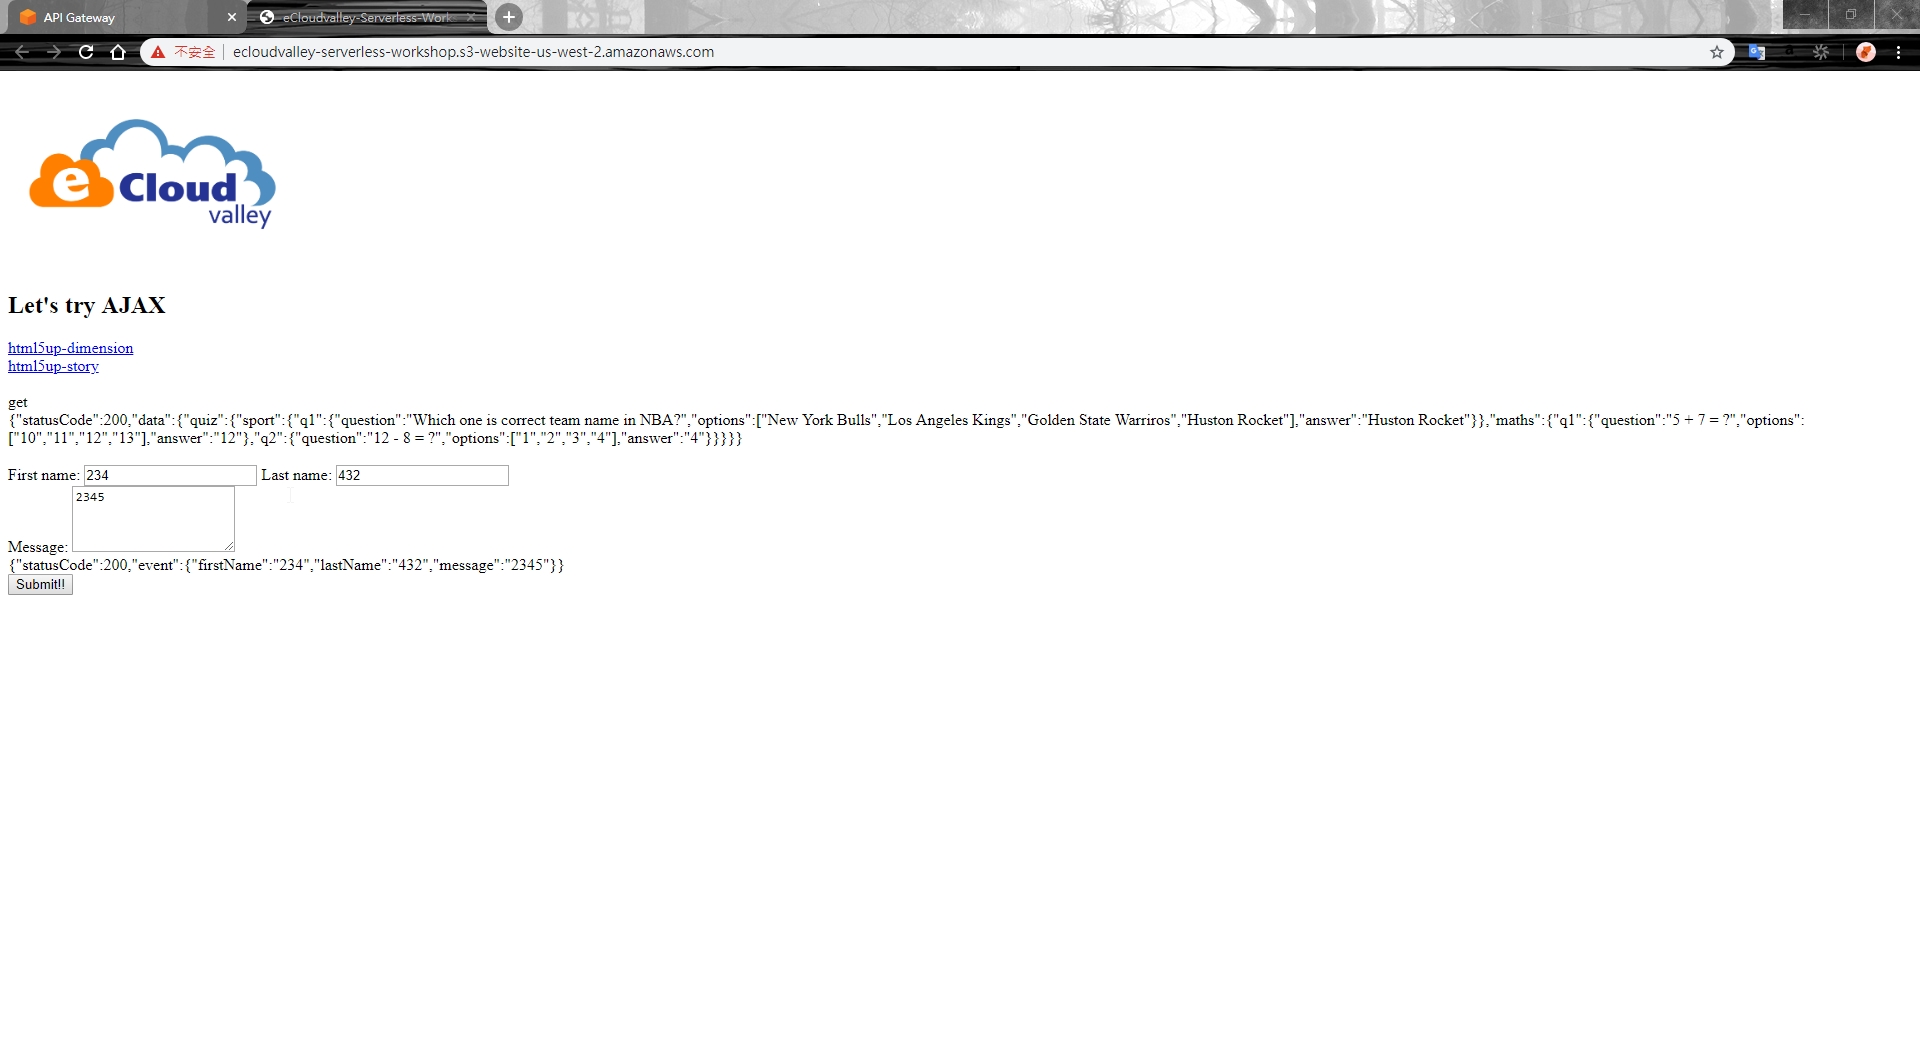 API Gateway
eCloudvalley-Serverless-Work
不安全
ecloudvalley-serverless-workshop.s3-website-us-west-2.amazonaws.com
e Cloud
valley
Let's try AJAX
html5up-dimension
html5up-story
get
{"statusCode":200,"data":{"quiz":{"sport":{"q1":{"question":"Which one is correct team name in NBA?","options":["New York Bulls","Los Angeles Kings","Golden State Warriros","Huston Rocket"],"answer":"Huston Rocket"}},"maths":{"q1":{"question":"5 + 7 = ?","options":
["10","11","12","13"],"answer":"12"},"q2":{"question":"12 - 8 = ?","options":["1","2","3","4"],"answer":"4"}}}}}
First name: 234 Last name: 432
2345
Message:
{"statusCode":200,"event":{"firstName":"234","lastName":"432","message":"2345"}}
Submit!!